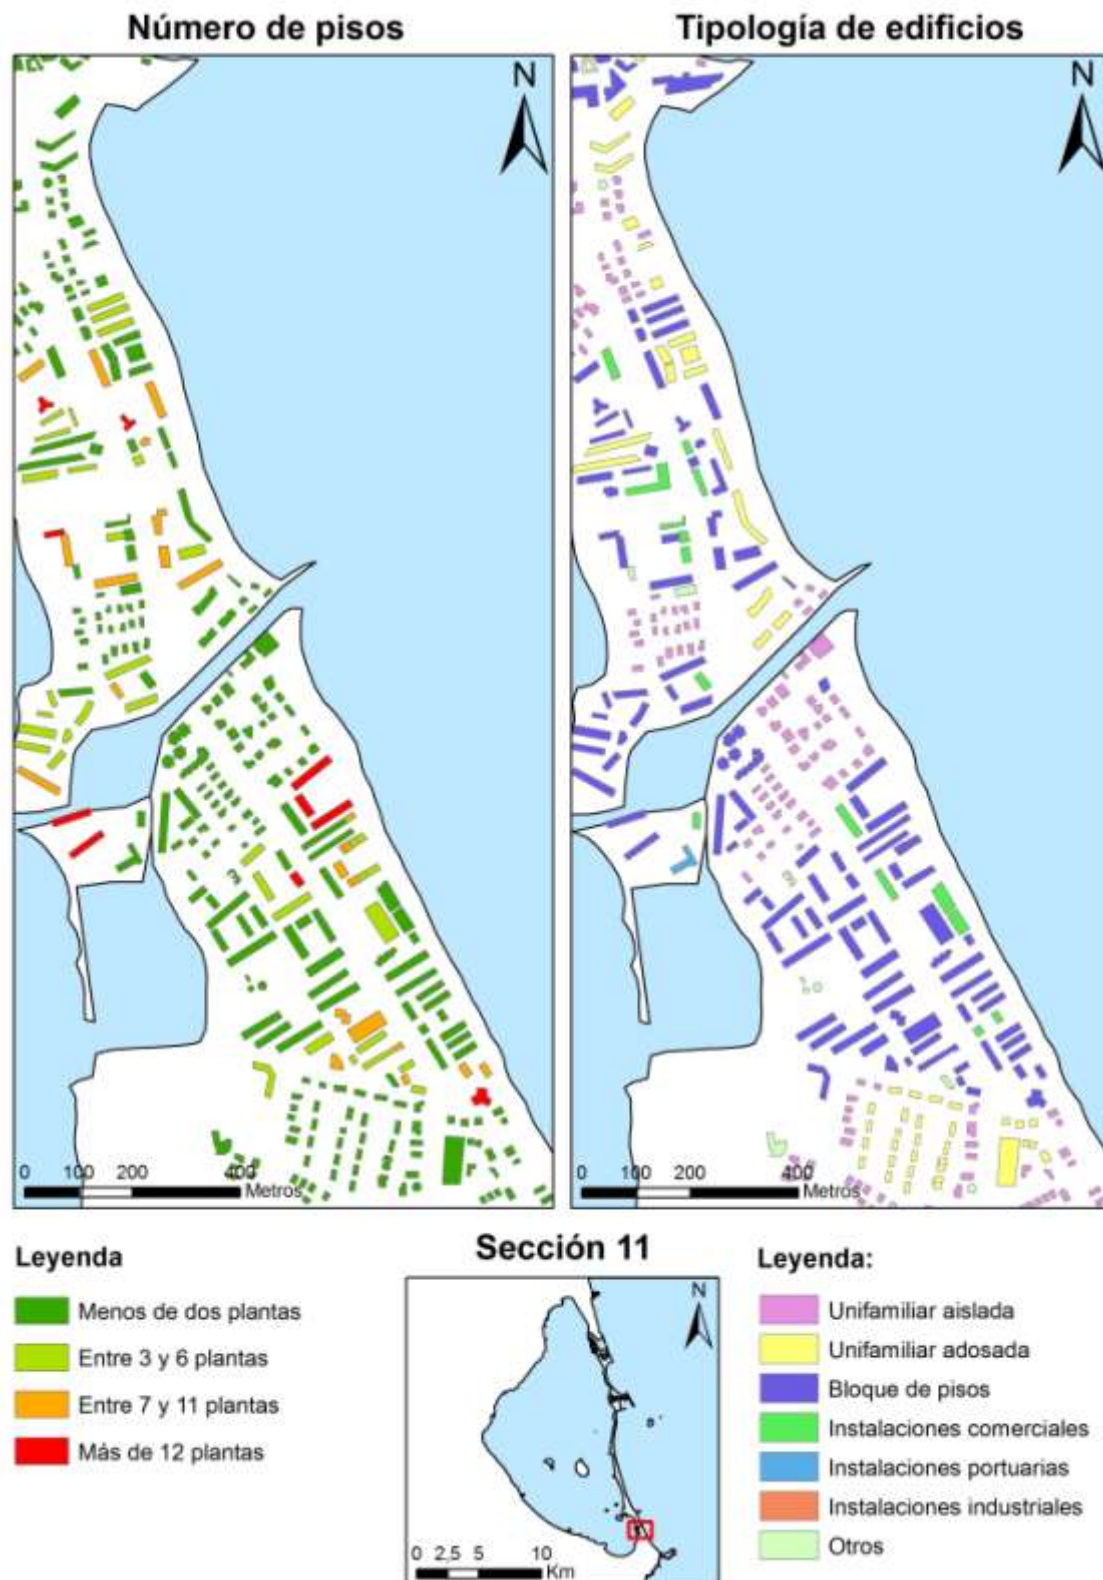 Número de pisos
Tipología de edificios
N
N
0 100 200 400
Metros
0 100 200 400
Metros
Leyenda
Menos de dos plantas
Entre 3 y 6 plantas
Entre 7 y 11 plantas
Más de 12 plantas
Sección 11
N
0 2,5 5 10
Km
Leyenda:
Unifamiliar aislada
Unifamiliar adosada
Bloque de pisos
Instalaciones comerciales
Instalaciones portuarias
Instalaciones industriales
Otros